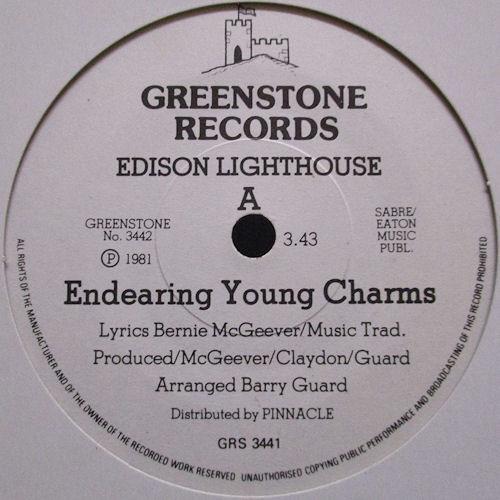 GREENSTONE
RECORDS
EDISON LIGHTHOUSE
A
GREENSTONE
No. 3442
Ⓟ 1981
3.43
SABRE/
EATON
MUSIC
PUBL.
Endearing Young Charms
Lyrics Bernie McGeever/Music Trad.
Produced/McGeever/Claydon/Guard
Arranged Barry Guard
Distributed by PINNACLE
GRS 3441
ALL RIGHTS OF THE MANUFACTURER AND OF THE OWNER OF THE RECORDED WORK RESERVED UNAUTHORISED COPYING PUBLIC PERFORMANCE AND BROADCASTING OF THIS RECORD PROHIBITED